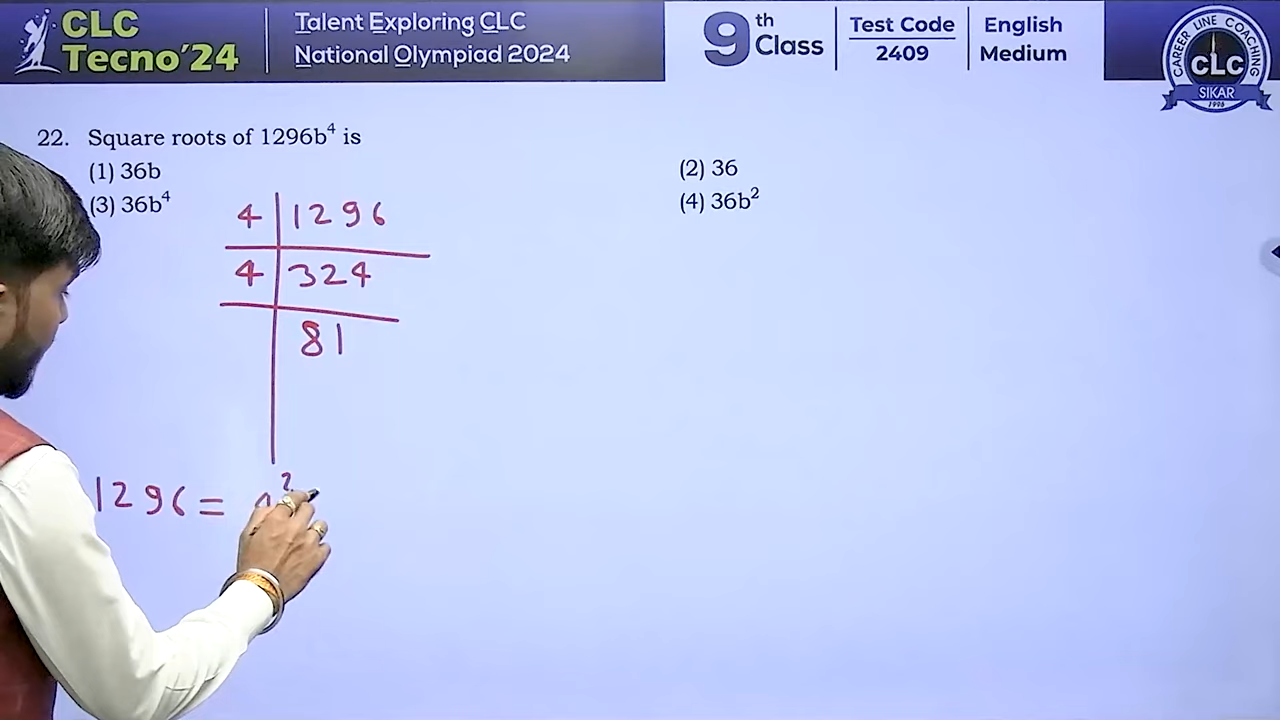 CLC
Tecno'24
Talent Exploring CLC
National Olympiad 2024
9th Class
Test Code
2409
English
Medium
CAREER LINE COACHING
CLC
SIKAR
1996
22. Square roots of 1296b⁴ is
(1) 36b
(2) 36
(3) 36b⁴
(4) 36b²
4 | 1296
4 | 324
81
1296 =